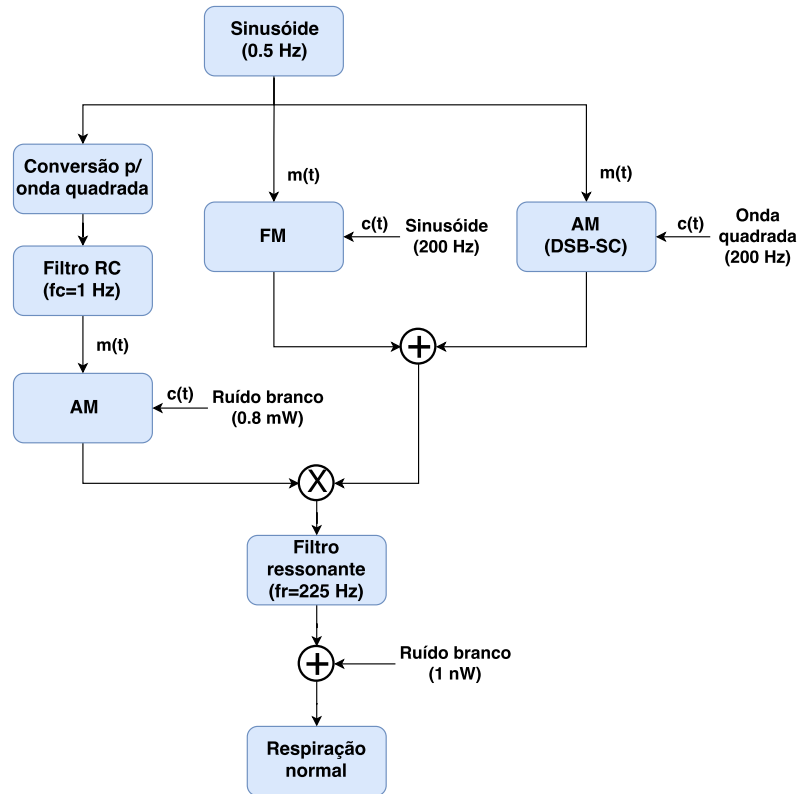 Sinusóide
(0.5 Hz)
Conversão p/
onda quadrada
m(t)
m(t)
FM
c(t)
Sinusóide
(200 Hz)
AM
(DSB-SC)
c(t)
Onda
quadrada
(200 Hz)
Filtro RC
(fc=1 Hz)
m(t)
+
AM
c(t)
Ruído branco
(0.8 mW)
X
Filtro
ressonante
(fr=225 Hz)
+
Ruído branco
(1 nW)
Respiração
normal